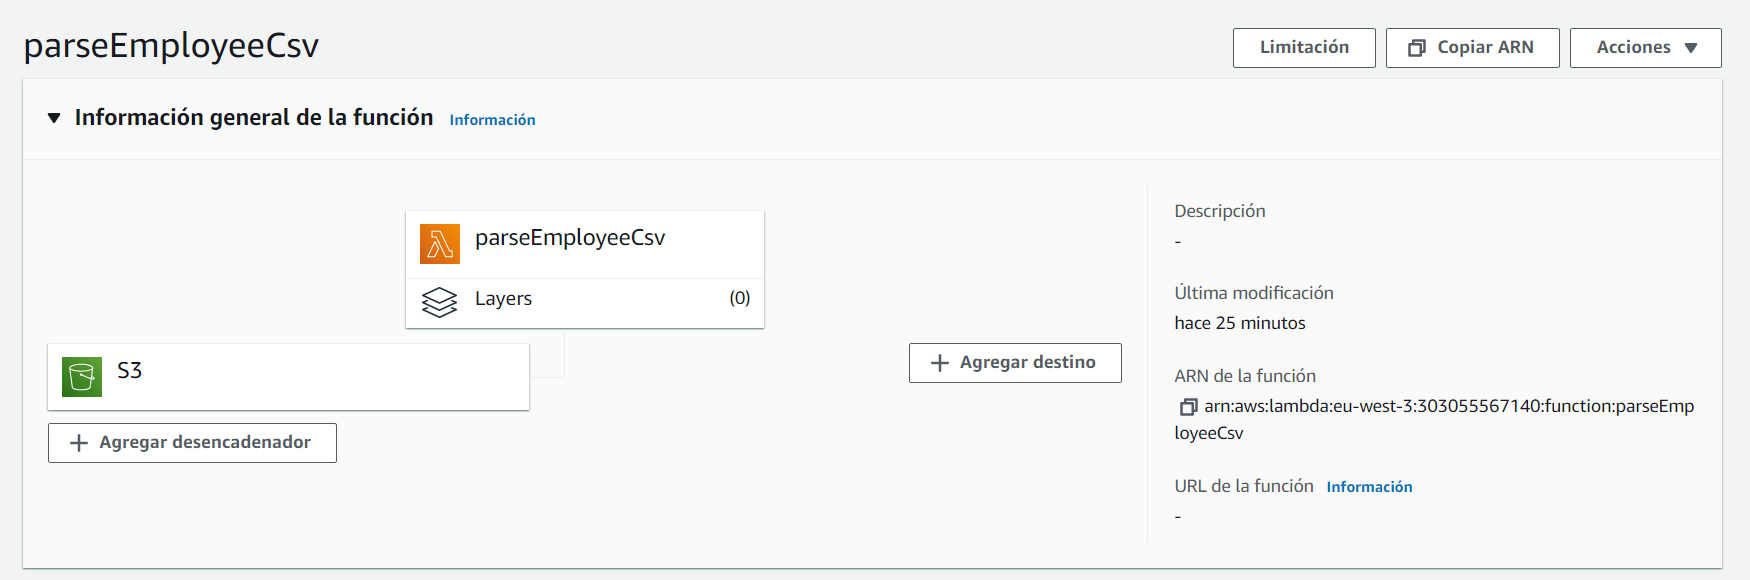 parseEmployeeCsv
Limitación
Copiar ARN
Acciones
Información general de la función Información
parseEmployeeCsv
Layers (0)
S3
Agregar desencadenador
Agregar destino
Descripción
-
Última modificación
hace 25 minutos
ARN de la función
arn:aws:lambda:eu-west-3:303055567140:function:parseEmp
loyeeCsv
URL de la función Información
-